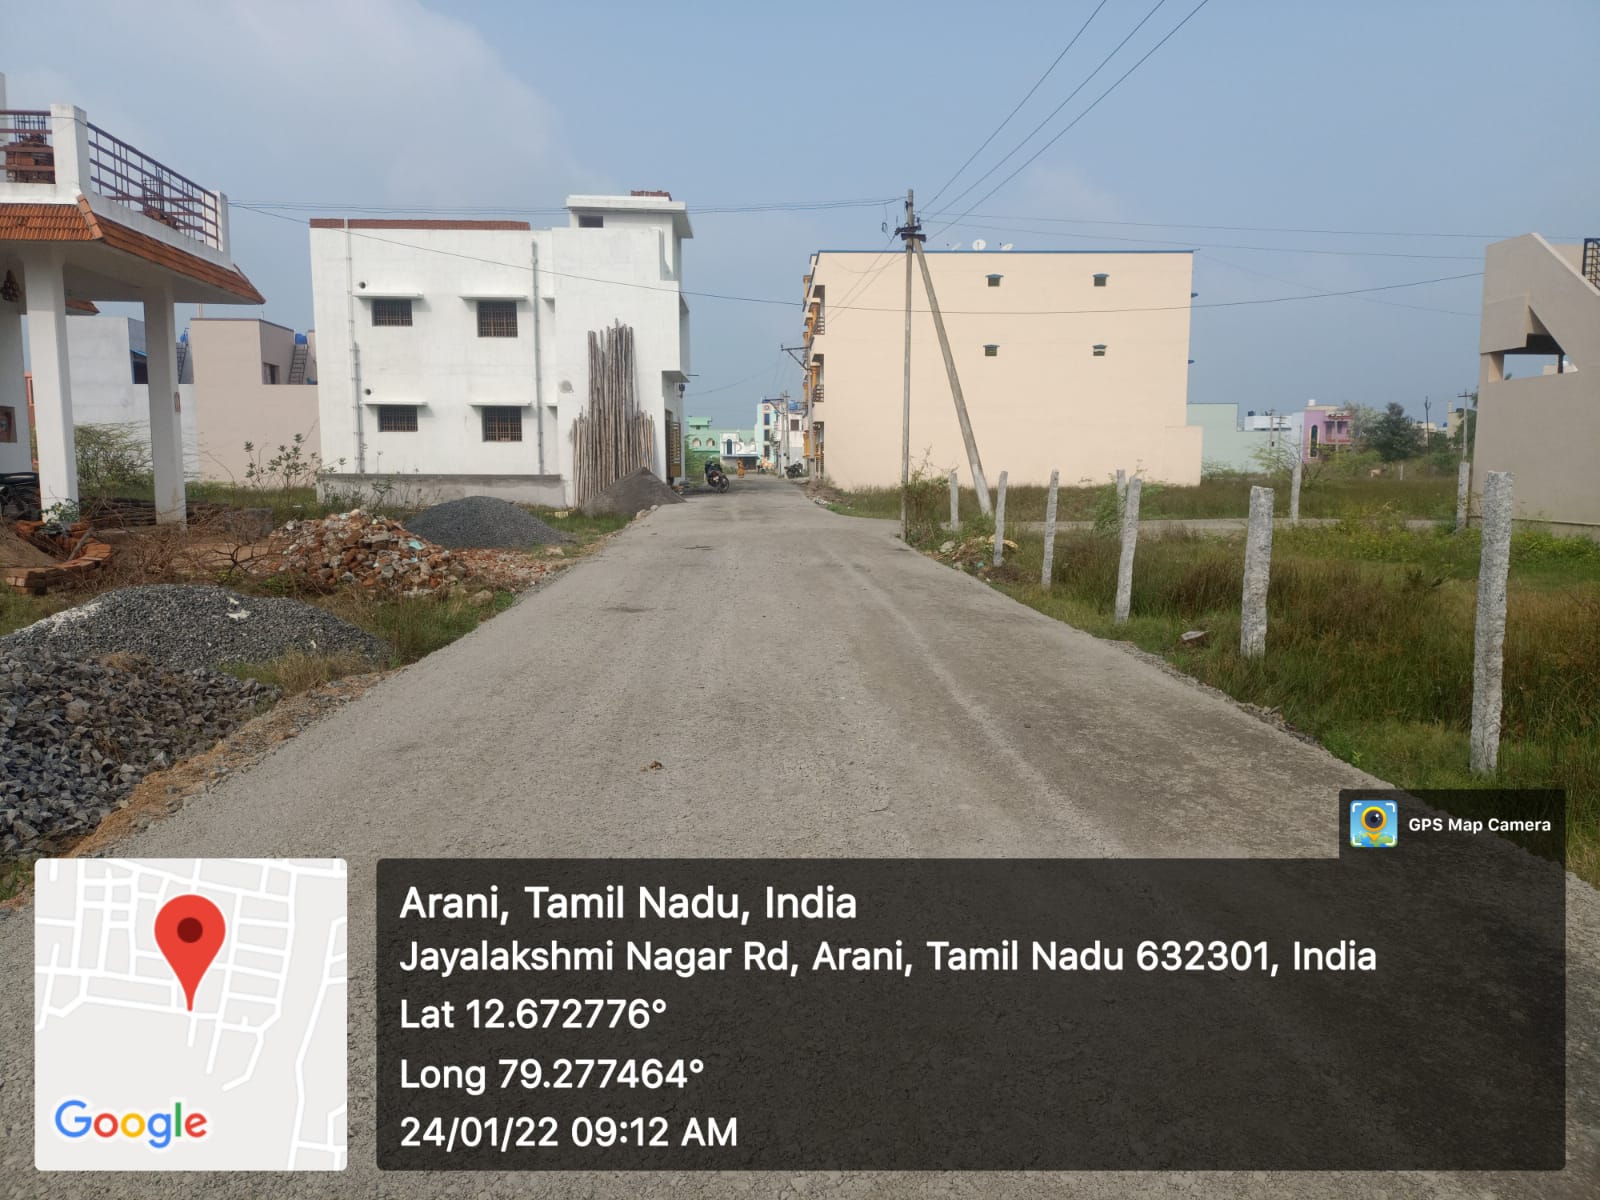 GPS Map Camera
Arani, Tamil Nadu, India
Jayalakshmi Nagar Rd, Arani, Tamil Nadu 632301, India
Lat 12.672776°
Long 79.277464°
24/01/22 09:12 AM
Google